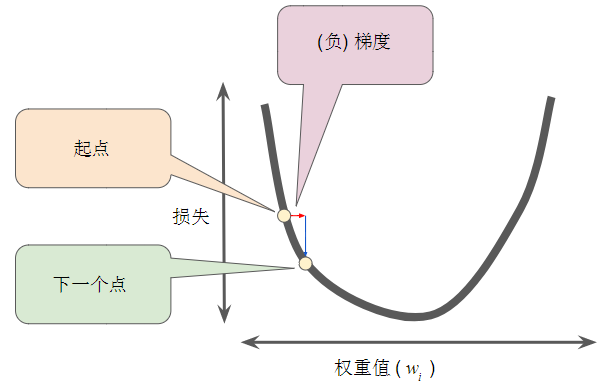 (负) 梯度
起点
损失
下一个点
权重值 ( wᵢ )